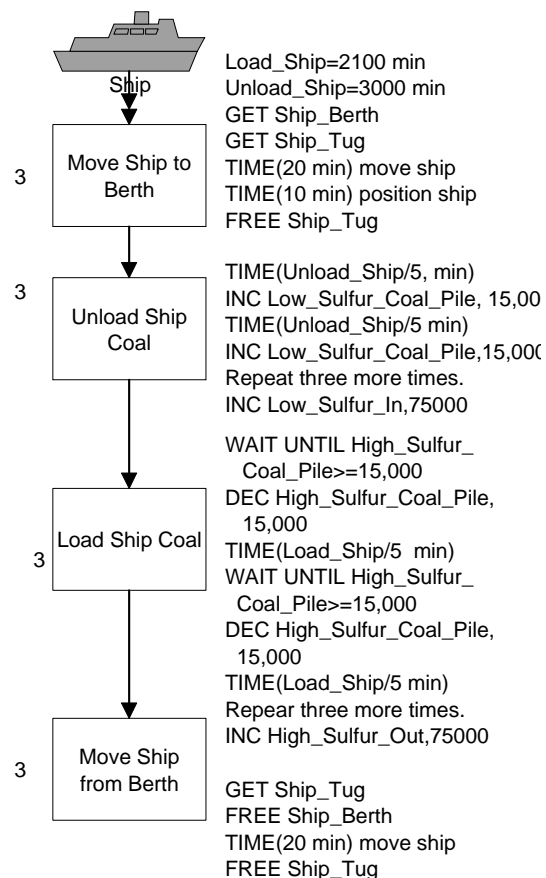 Ship
Load_Ship=2100 min
Unload_Ship=3000 min
GET Ship_Berth
GET Ship_Tug
TIME(20 min) move ship
TIME(10 min) position ship
FREE Ship_Tug
3
Move Ship to
Berth
TIME(Unload_Ship/5, min)
INC Low_Sulfur_Coal_Pile, 15,00
TIME(Unload_Ship/5 min)
INC Low_Sulfur_Coal_Pile,15,000
Repeat three more times.
INC Low_Sulfur_In,75000
3
Unload Ship
Coal
WAIT UNTIL High_Sulfur_
Coal_Pile>=15,000
DEC High_Sulfur_Coal_Pile,
15,000
TIME(Load_Ship/5 min)
WAIT UNTIL High_Sulfur_
Coal_Pile>=15,000
DEC High_Sulfur_Coal_Pile,
15,000
TIME(Load_Ship/5 min)
Repear three more times.
INC High_Sulfur_Out,75000
3
Load Ship Coal
3
Move Ship
from Berth
GET Ship_Tug
FREE Ship_Berth
TIME(20 min) move ship
FREE Ship_Tug